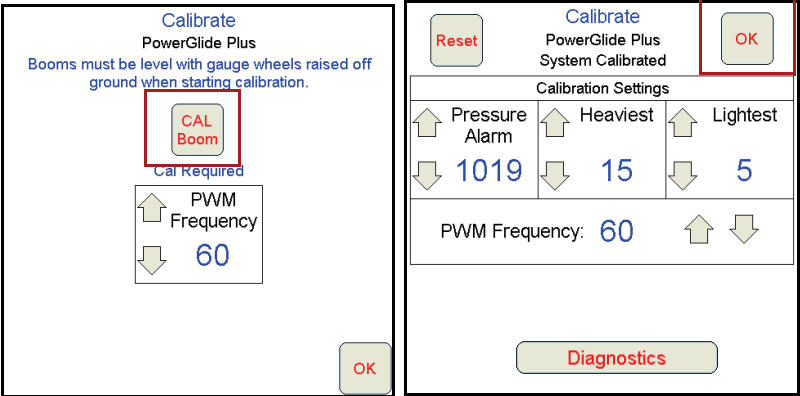 Calibrate
PowerGlide Plus
Booms must be level with gauge wheels raised off
ground when starting calibration.
CAL
Boom
Cal Required
PWM
Frequency
60
OK
Reset
Calibrate
PowerGlide Plus
System Calibrated
OK
Calibration Settings
Pressure
Alarm
1019
Heaviest
15
Lightest
5
PWM Frequency: 60
Diagnostics